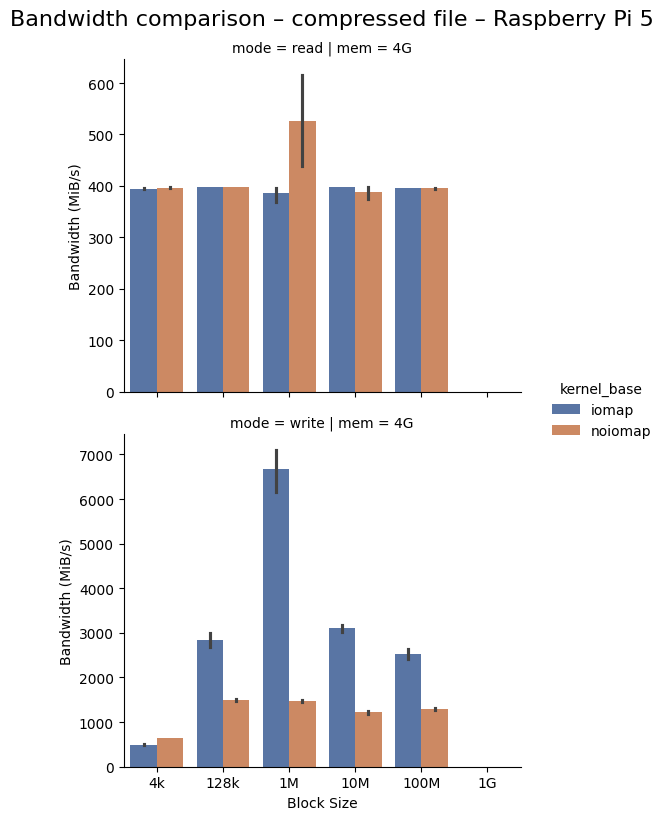 Bandwidth comparison – compressed file – Raspberry Pi 5
mode = read | mem = 4G
600
500
400
300
200
100
0
Bandwidth (MiB/s)
kernel_base
iomap
noiomap
mode = write | mem = 4G
7000
6000
5000
4000
3000
2000
1000
0
Bandwidth (MiB/s)
4k 128k 1M 10M 100M 1G
Block Size